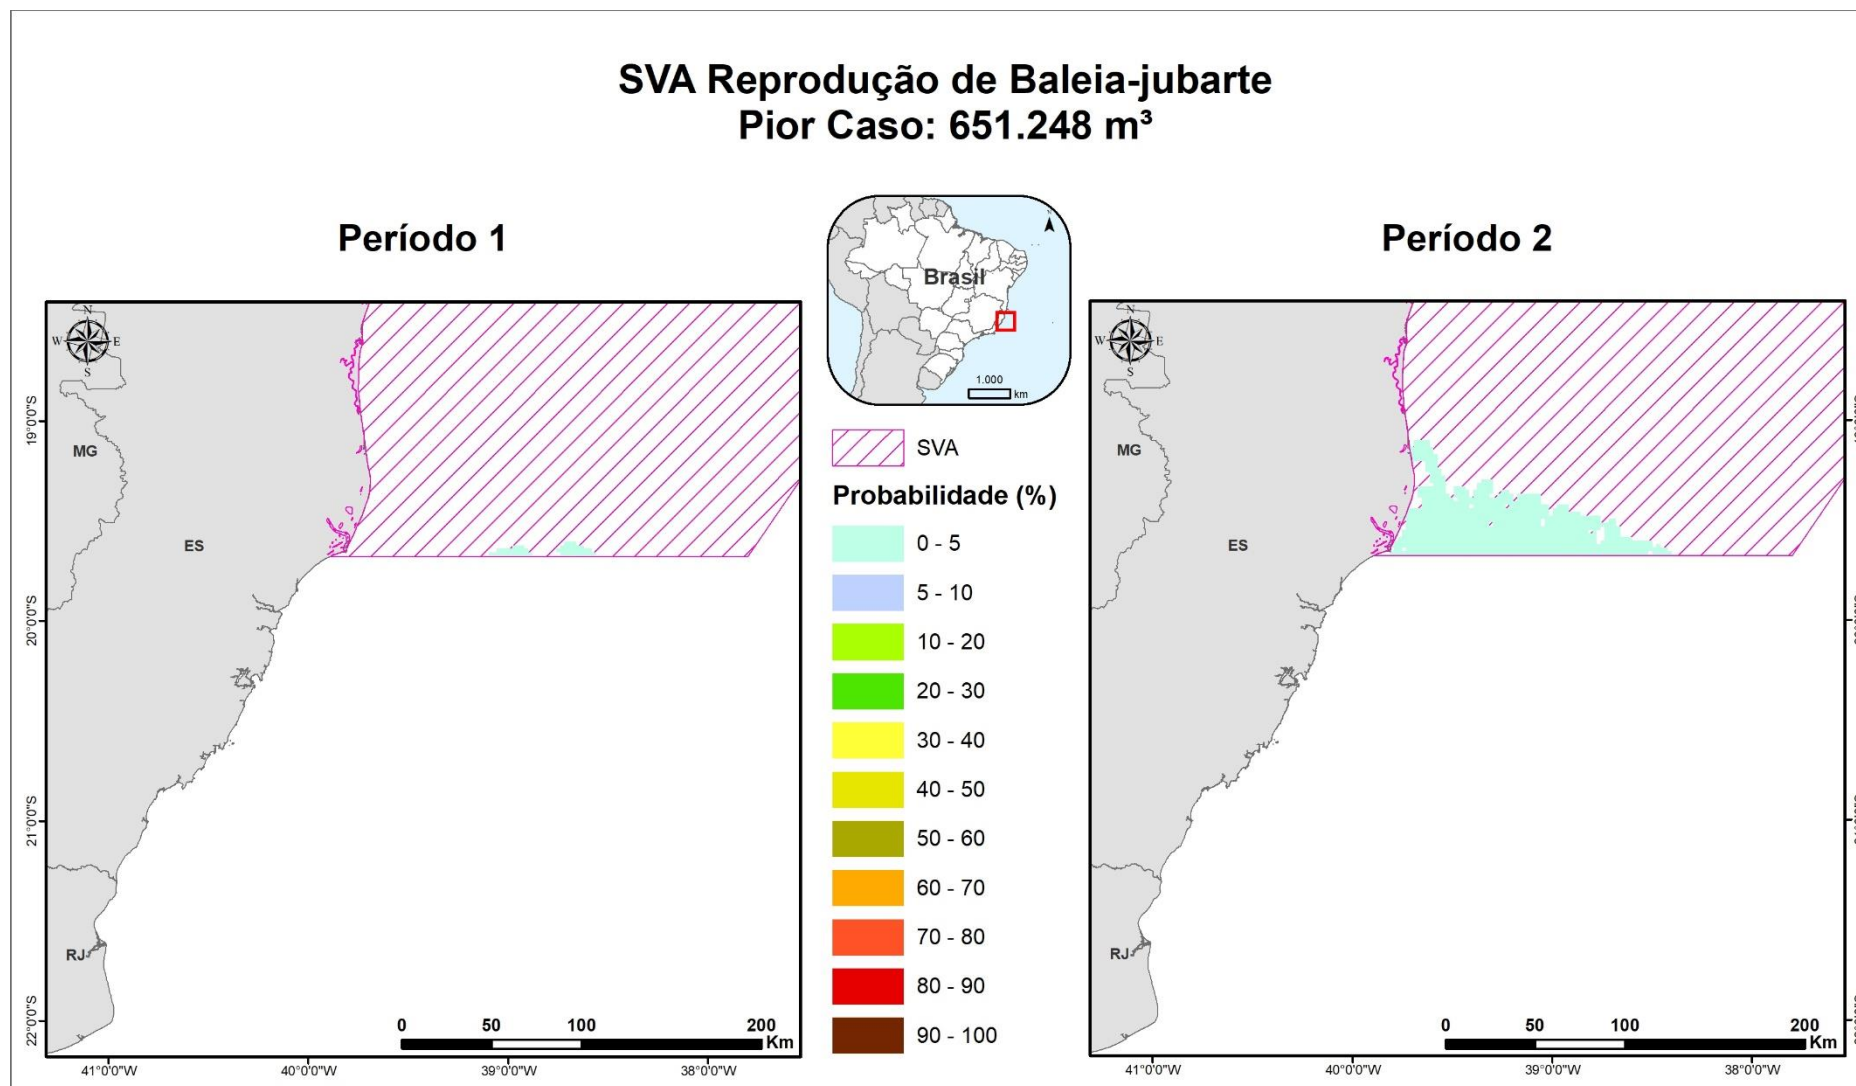 SVA Reprodução de Baleia-jubarte
Pior Caso: 651.248 m³
Período 1
N
W
E
S
MG
ES
RJ
19°0'0"S
20°0'0"S
21°0'0"S
22°0'0"S
0 50 100 200
Km
41°0'0"W 40°0'0"W 39°0'0"W 38°0'0"W
N
Brasil
1.000
km
SVA
Probabilidade (%)
0 - 5
5 - 10
10 - 20
20 - 30
30 - 40
40 - 50
50 - 60
60 - 70
70 - 80
80 - 90
90 - 100
Período 2
N
W
E
S
MG
ES
RJ
0 50 100 200
Km
41°0'0"W 40°0'0"W 39°0'0"W 38°0'0"W